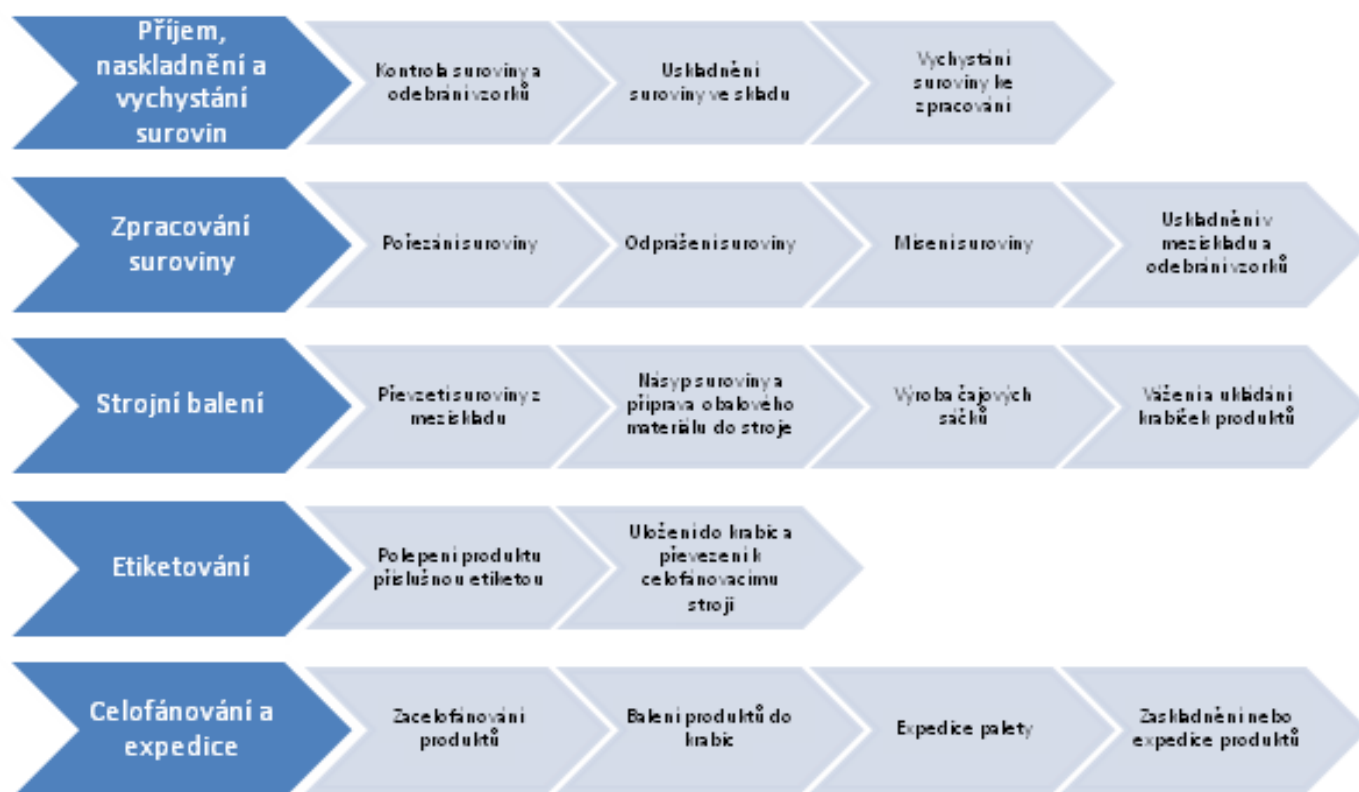 Příjem,
naskladnění a
vychystání
surovin
Kontrola suroviny a
odebrání vzorků
Uskladnění
suroviny ve skladu
Vychystání
suroviny ke
zpracování
Zpracování
suroviny
Pořezání suroviny
Odprášení suroviny
Mísení suroviny
Uskladnění v
meziskladu a
odebrání vzorků
Strojní balení
Převzetí suroviny z
meziskladu
Násyp suroviny a
příprava obalového
materiálu do stroje
Výroba čajových
sáčků
Vážení a ukládání
krabiček produktů
Etiketování
Polepení produktu
příslušnou etiketou
Uložení do krabic a
převezení k
celofánovacímu
stroji
Celofánování a
expedice
Zacelofánování
produktů
Balení produktů do
krabic
Expedice palety
Zaskladnění nebo
expedice produktů